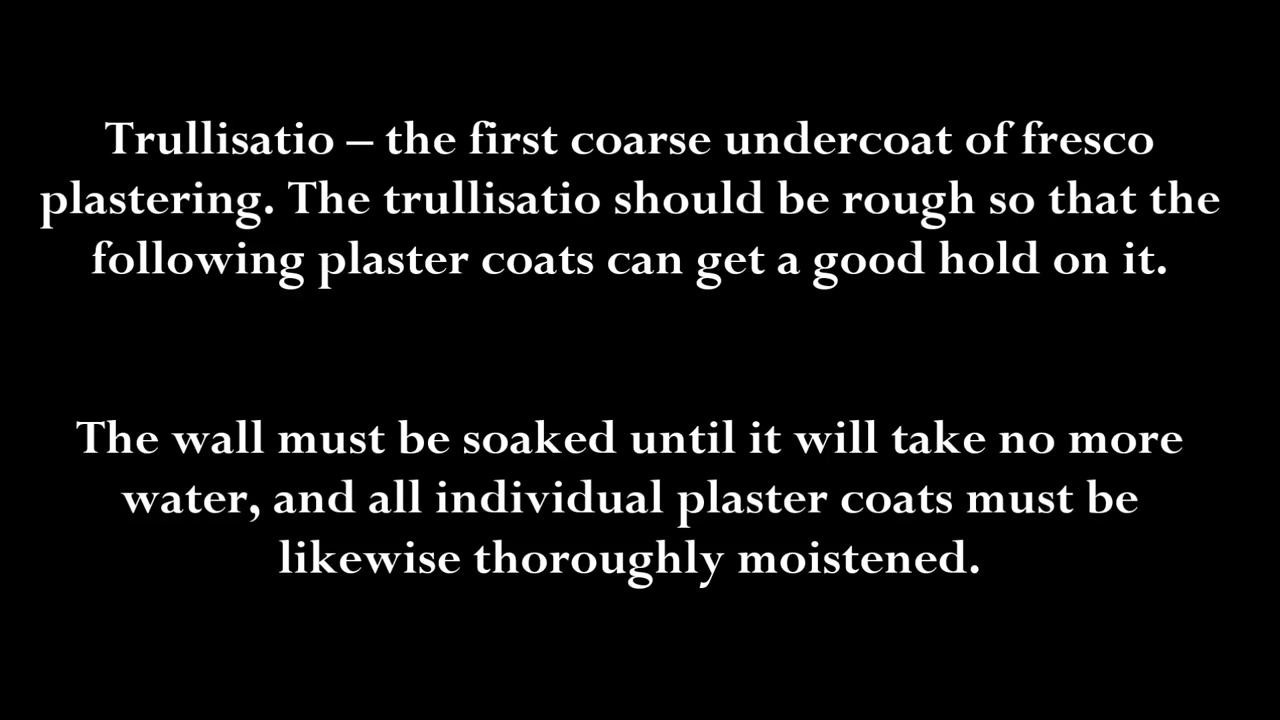 Trullisatio – the first coarse undercoat of fresco
plastering. The trullisatio should be rough so that the
following plaster coats can get a good hold on it.
The wall must be soaked until it will take no more
water, and all individual plaster coats must be
likewise thoroughly moistened.